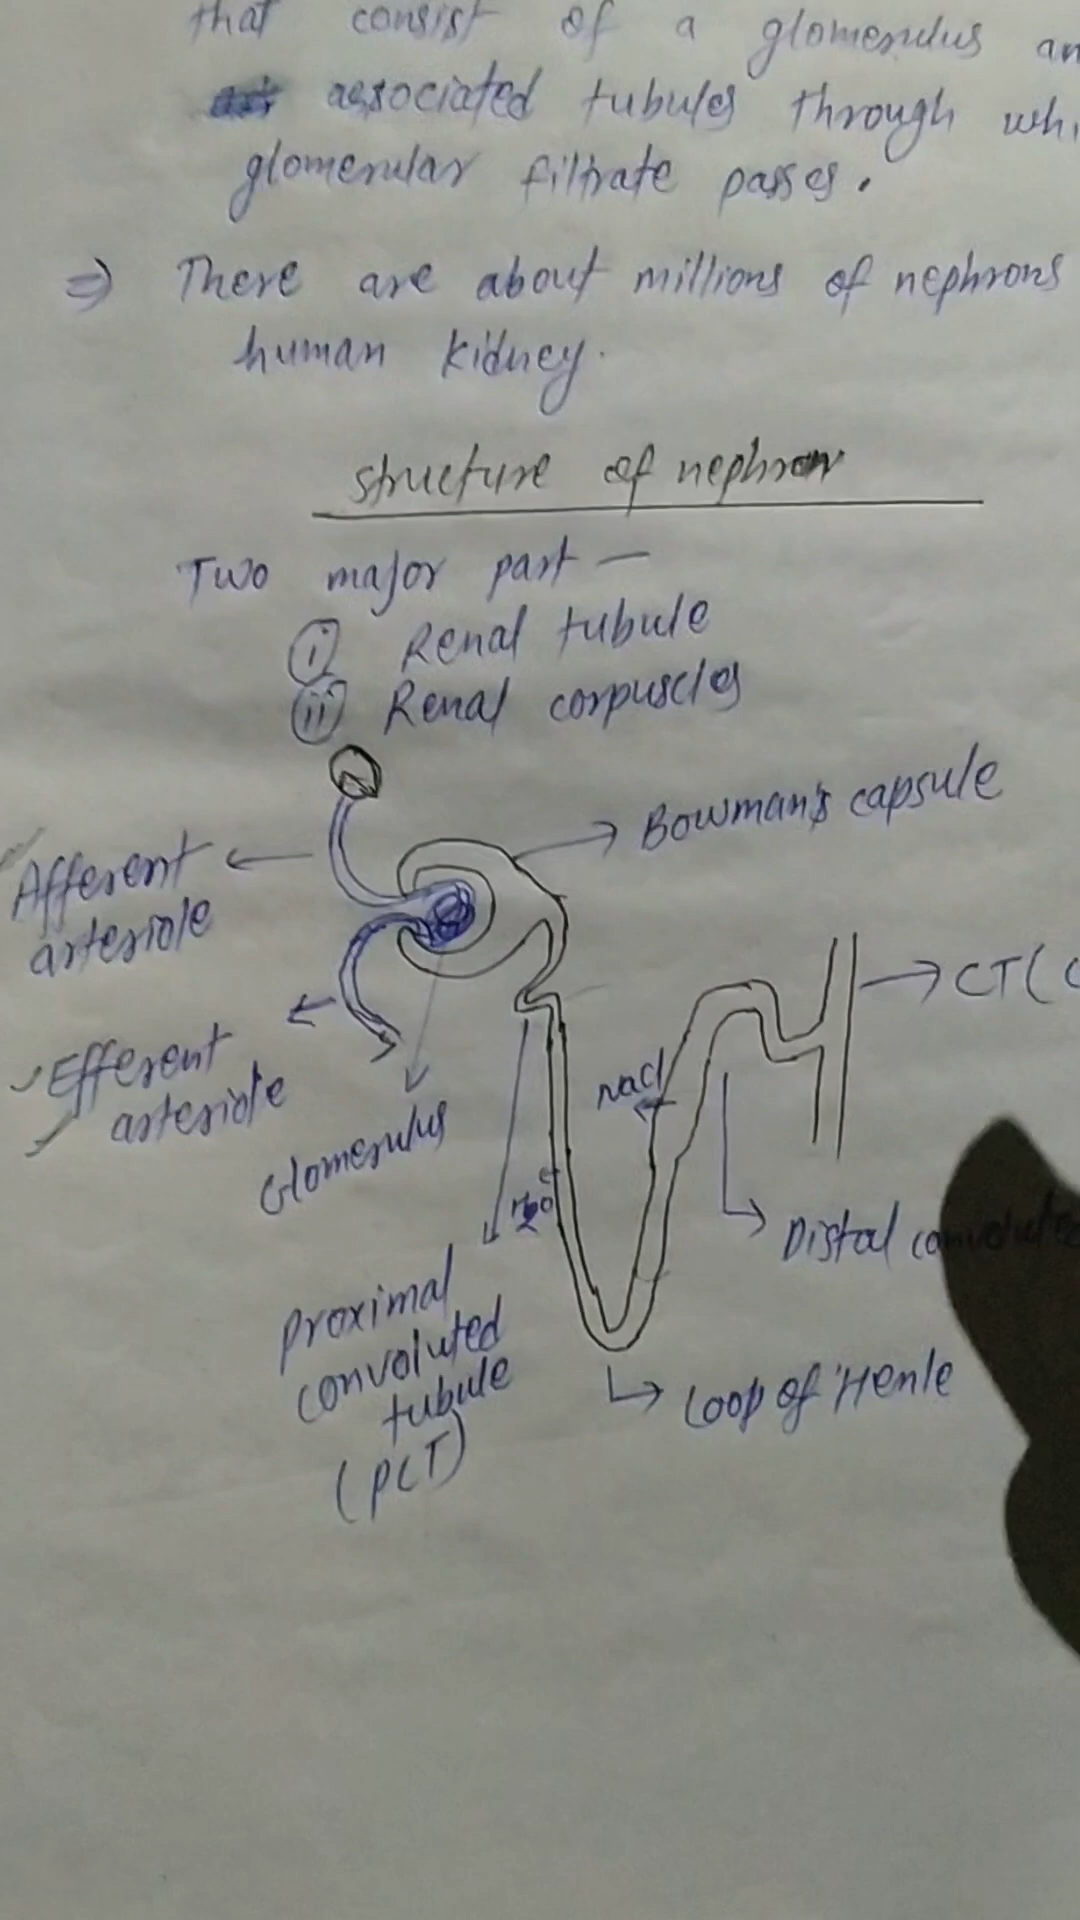 that consist of a glomerulus an
associated tubules through whi
glomerular filtrate passes.
⇒ There are about millions of nephrons
human kidney.
structure of nephron
Two major part —
(i) Renal tubule
(ii) Renal corpuscles
Bowman's capsule
Afferent
arteriole
CT(
Efferent
arteriole
Glomerulus
NaCl
H2O
Distal convolute
Proximal
convoluted
tubule
(PCT)
Loop of Henle